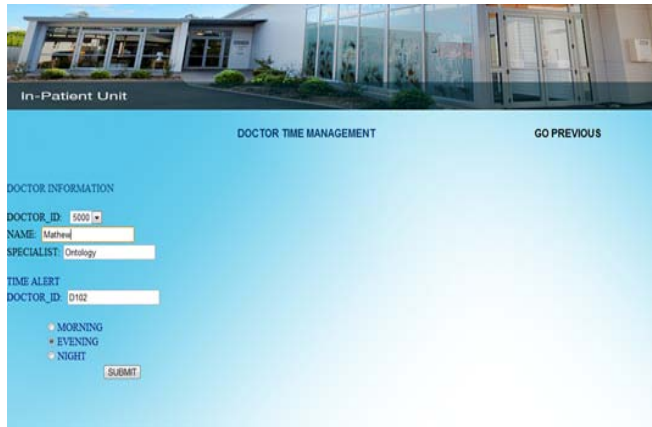 In-Patient Unit
DOCTOR TIME MANAGEMENT GO PREVIOUS
DOCTOR INFORMATION
DOCTOR_ID: 5000
NAME: Mathew
SPECIALIST: Ontology
TIME ALERT
DOCTOR_ID: D102
MORNING
EVENING
NIGHT
SUBMIT